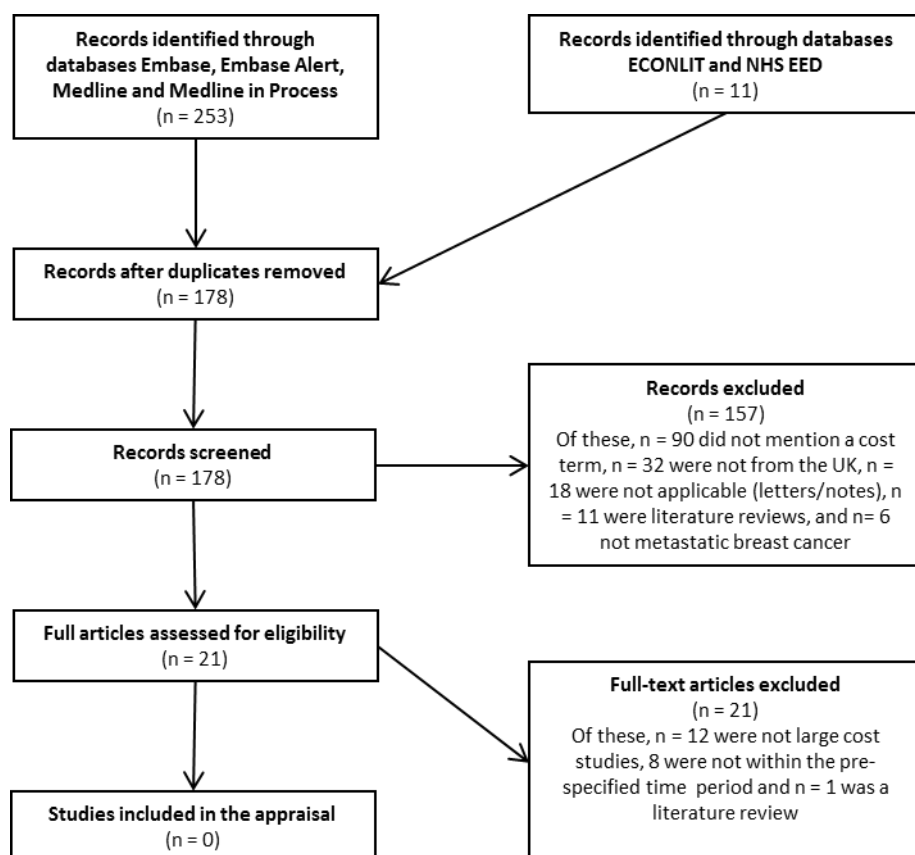 Records identified through
databases Embase, Embase Alert,
Medline and Medline in Process
(n = 253)
Records identified through databases
ECONLIT and NHS EED
(n = 11)
Records after duplicates removed
(n = 178)
Records screened
(n = 178)
Records excluded
(n = 157)
Of these, n = 90 did not mention a cost
term, n = 32 were not from the UK, n =
18 were not applicable (letters/notes), n
= 11 were literature reviews, and n= 6
not metastatic breast cancer
Full articles assessed for eligibility
(n = 21)
Full-text articles excluded
(n = 21)
Of these, n = 12 were not large cost
studies, 8 were not within the pre-
specified time period and n = 1 was a
literature review
Studies included in the appraisal
(n = 0)